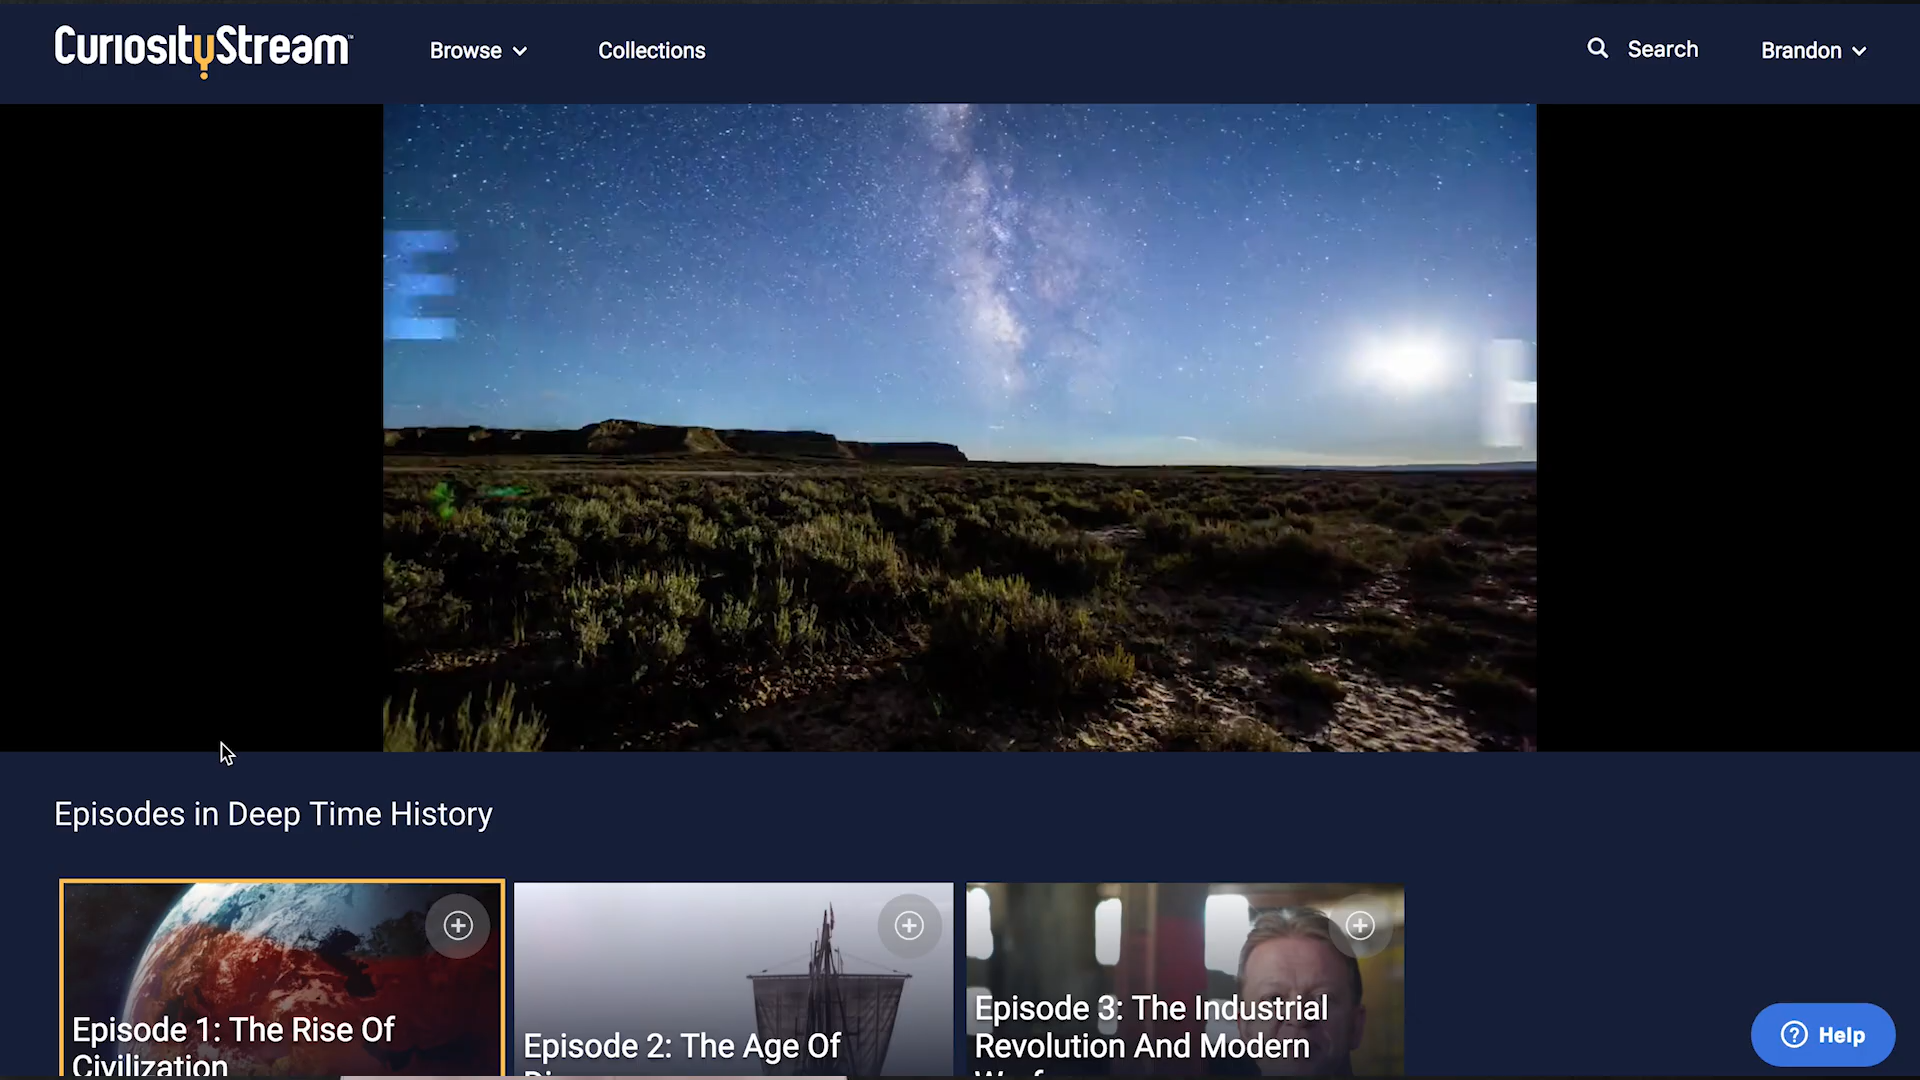 CuriosityStream
Browse
Collections
Search
Brandon
E
Episodes in Deep Time History
Episode 1: The Rise Of
Civilization
Episode 2: The Age Of
Episode 3: The Industrial
Revolution And Modern
Help